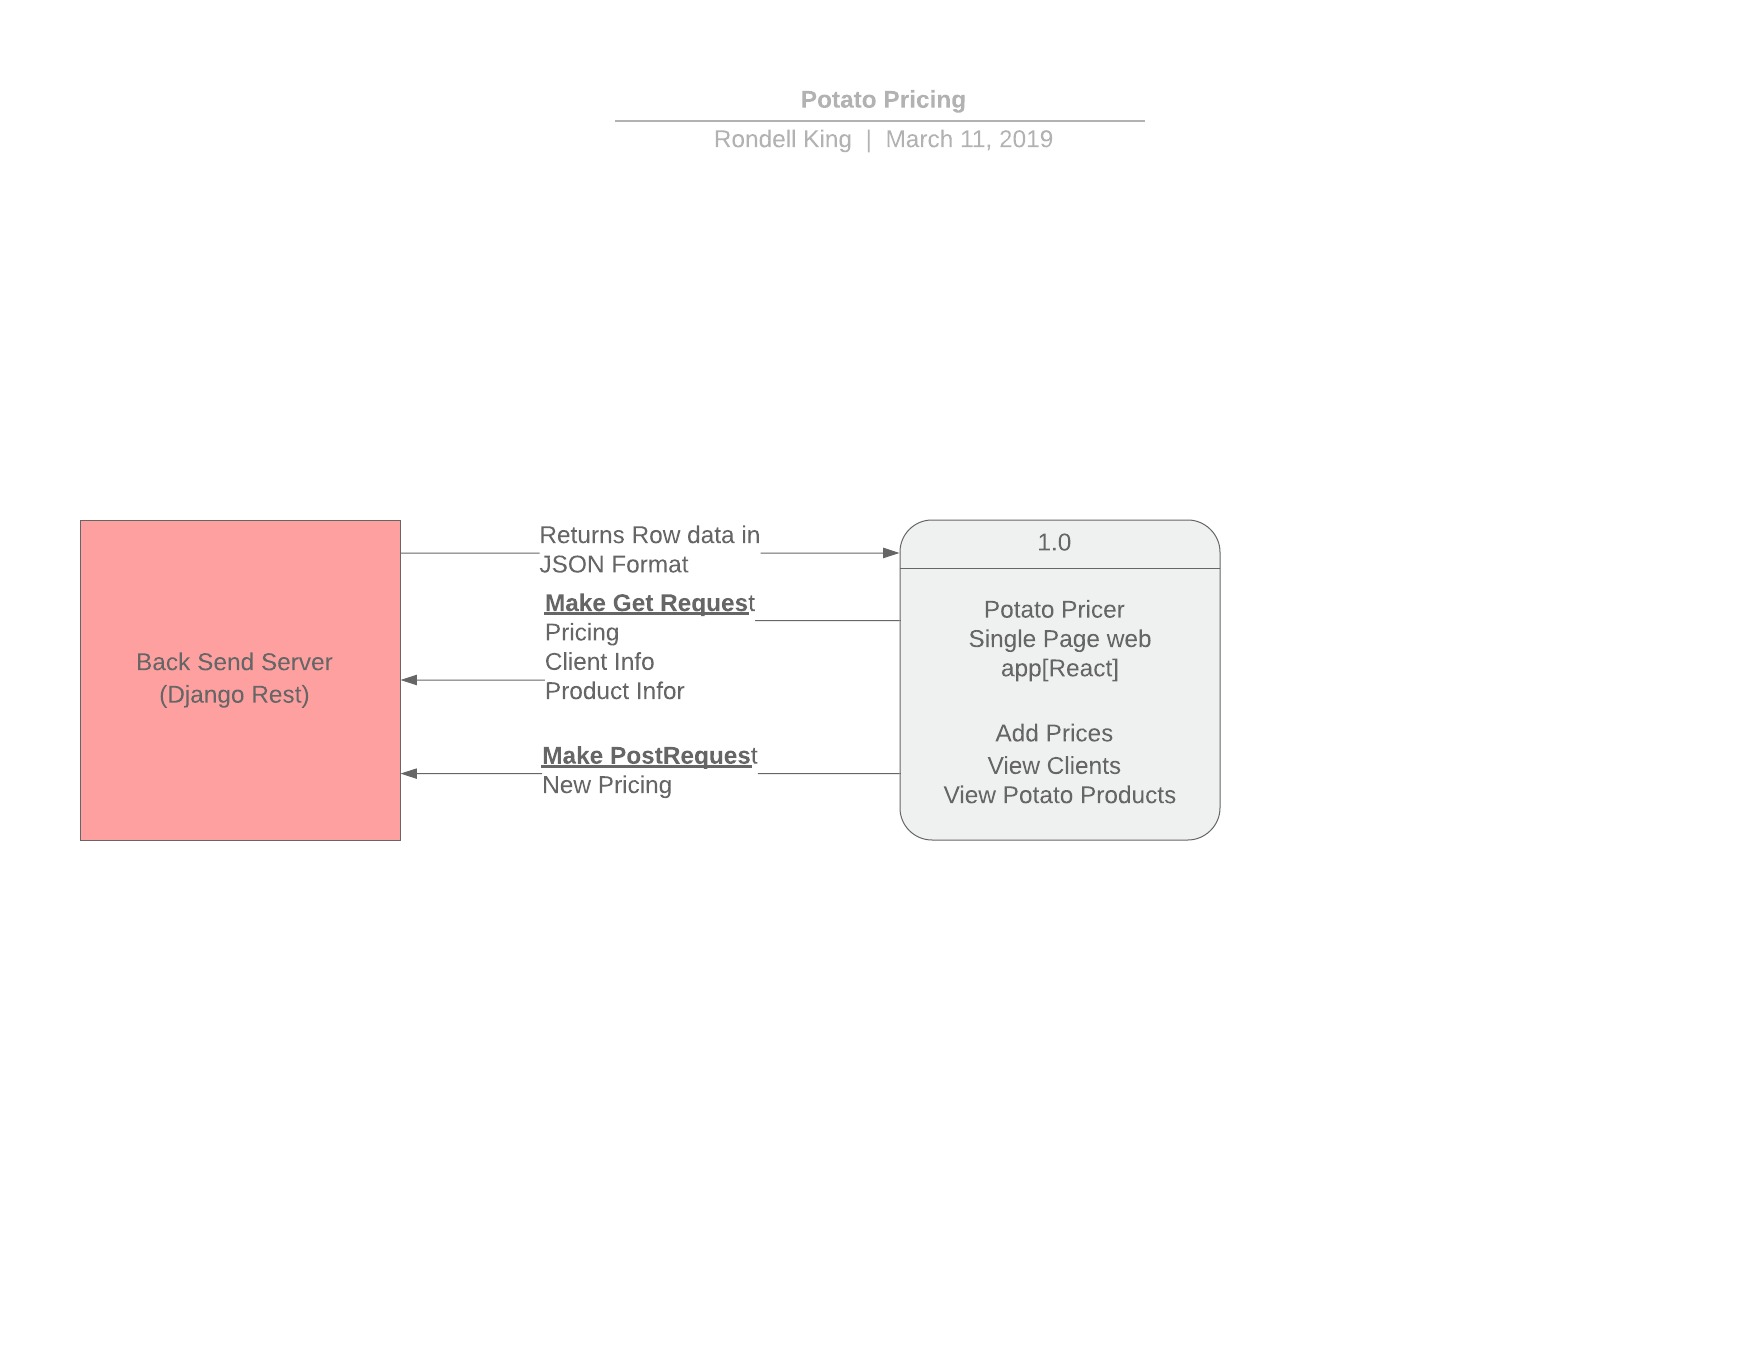 Potato Pricing
Rondell King | March 11, 2019
Back Send Server
(Django Rest)
Returns Row data in
JSON Format
Make Get Request
Pricing
Client Info
Product Infor
Make PostRequest
New Pricing
1.0
Potato Pricer
Single Page web
app[React]
Add Prices
View Clients
View Potato Products